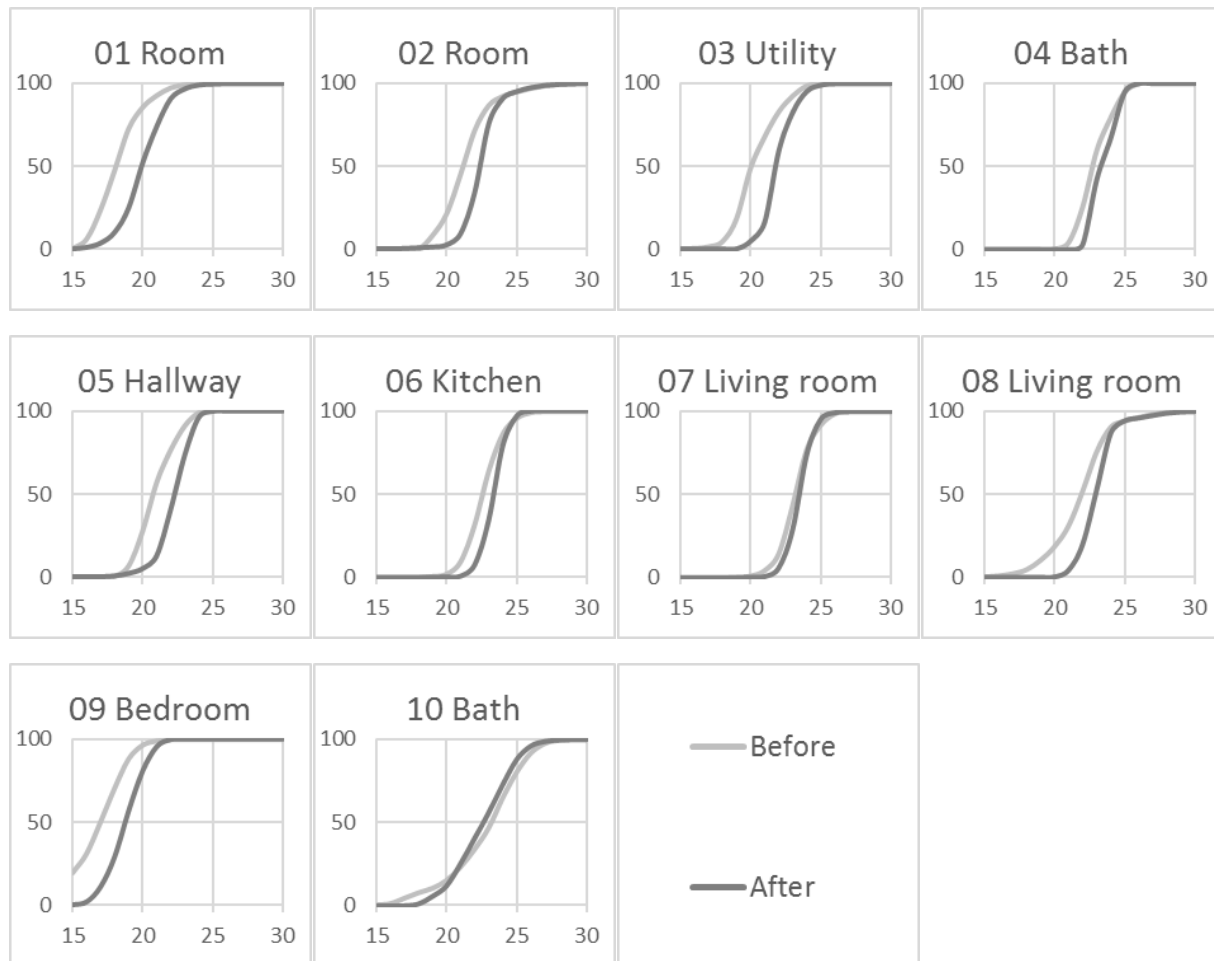 01 Room
02 Room
03 Utility
04 Bath
100
50
0
15 20 25 30
100
50
0
15 20 25 30
100
50
0
15 20 25 30
100
50
0
15 20 25 30
05 Hallway
06 Kitchen
07 Living room
08 Living room
100
50
0
15 20 25 30
100
50
0
15 20 25 30
100
50
0
15 20 25 30
100
50
0
15 20 25 30
09 Bedroom
10 Bath
100
50
0
15 20 25 30
100
50
0
15 20 25 30
Before
After